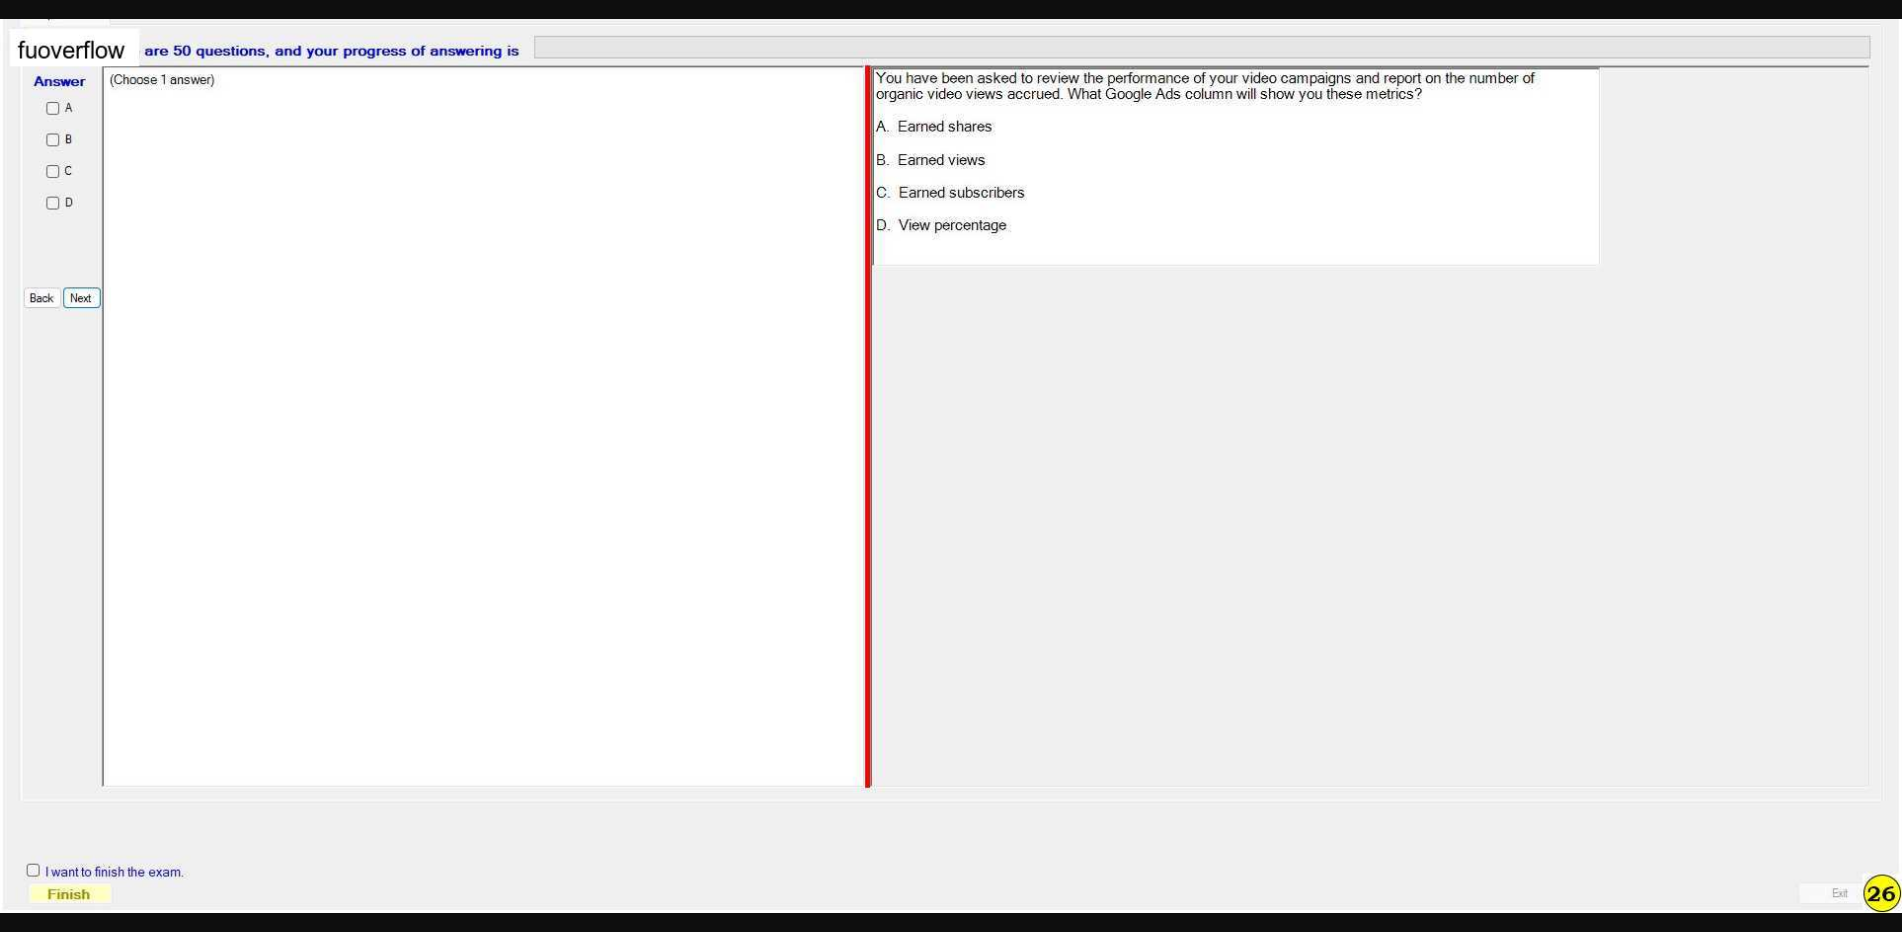 fuoverflow are 50 questions, and your progress of answering is
Answer
(Choose 1 answer)
A
B
C
D
Back Next
You have been asked to review the performance of your video campaigns and report on the number of
organic video views accrued. What Google Ads column will show you these metrics?
A. Earned shares
B. Earned views
C. Earned subscribers
D. View percentage
I want to finish the exam.
Finish
Exit
26